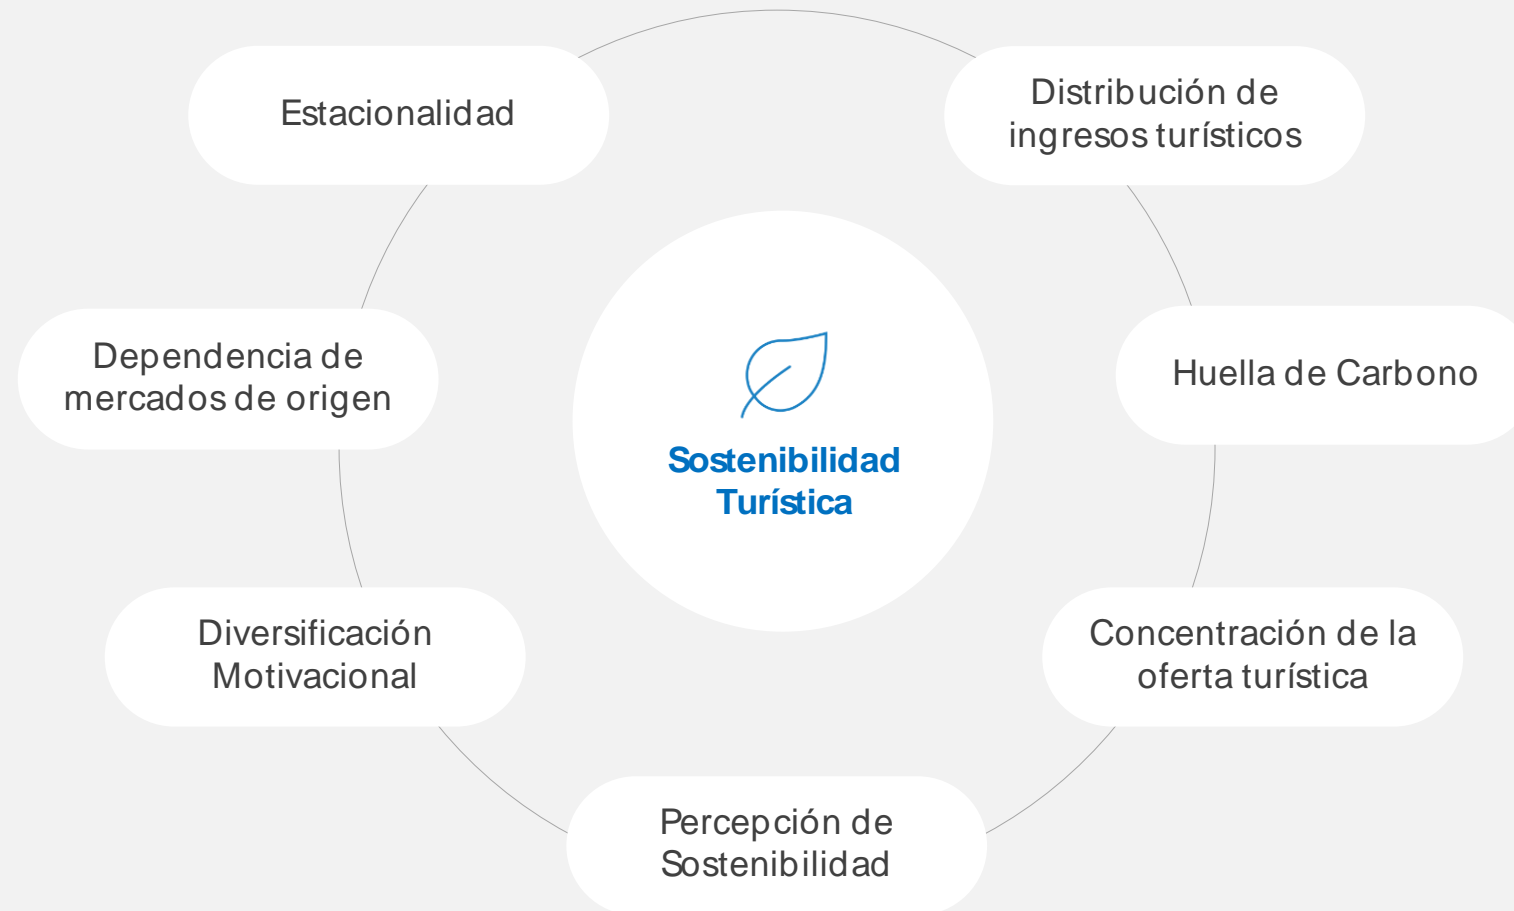 Estacionalidad
Distribución de
ingresos turísticos
Dependencia de
mercados de origen
Huella de Carbono
Sostenibilidad
Turística
Diversificación
Motivacional
Concentración de la
oferta turística
Percepción de
Sostenibilidad